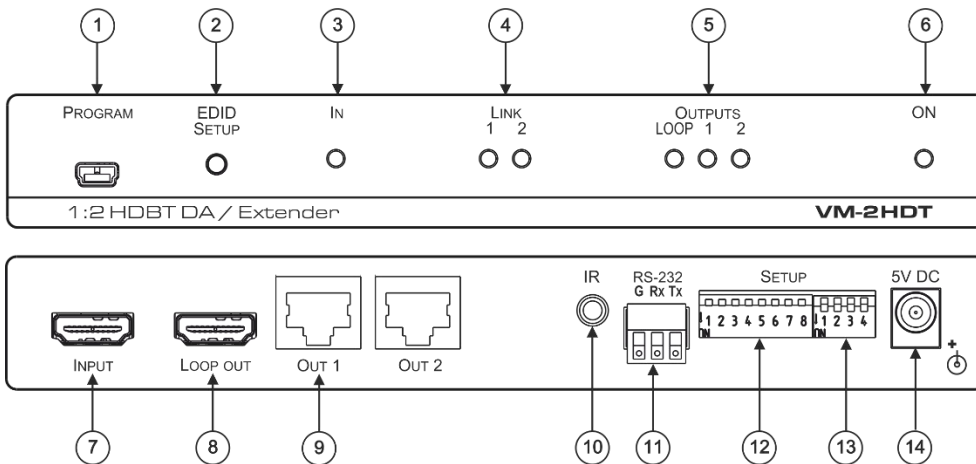 1 2 3 4 5 6
PROGRAM EDID SETUP IN LINK 1 2 OUTPUTS LOOP 1 2 ON
1:2 HDBT DA / Extender VM-2HDT
IR RS-232 G Rx Tx SETUP 5V DC
ON 1 2 3 4 5 6 7 8 ON 1 2 3 4
+
INPUT LOOP OUT OUT 1 OUT 2
7 8 9 10 11 12 13 14